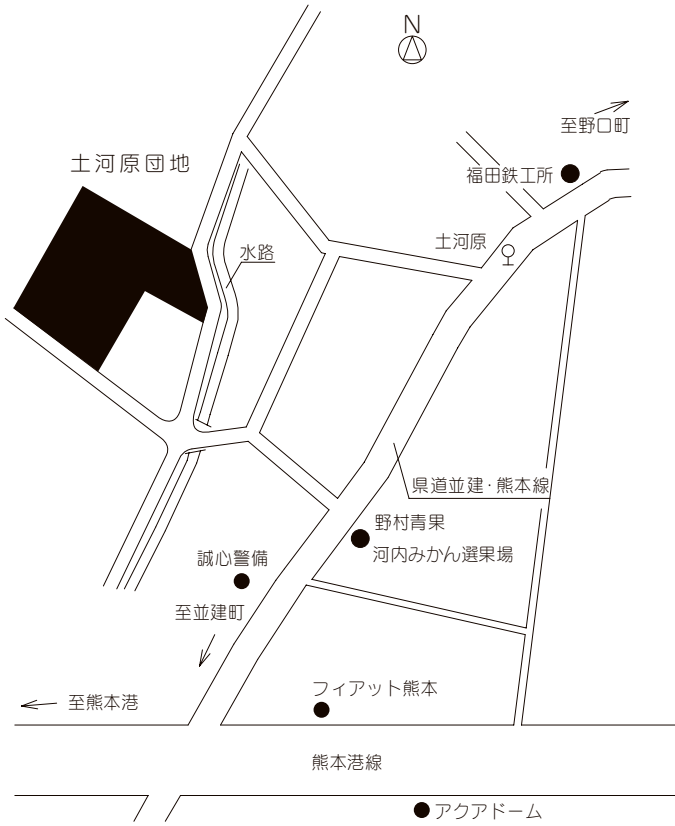 N
至野口町
土河原団地
福田鉄工所
土河原
水路
県道並建・熊本線
野村青果
河内みかん選果場
誠心警備
至並建町
フィアット熊本
至熊本港
熊本港線
アクアドーム